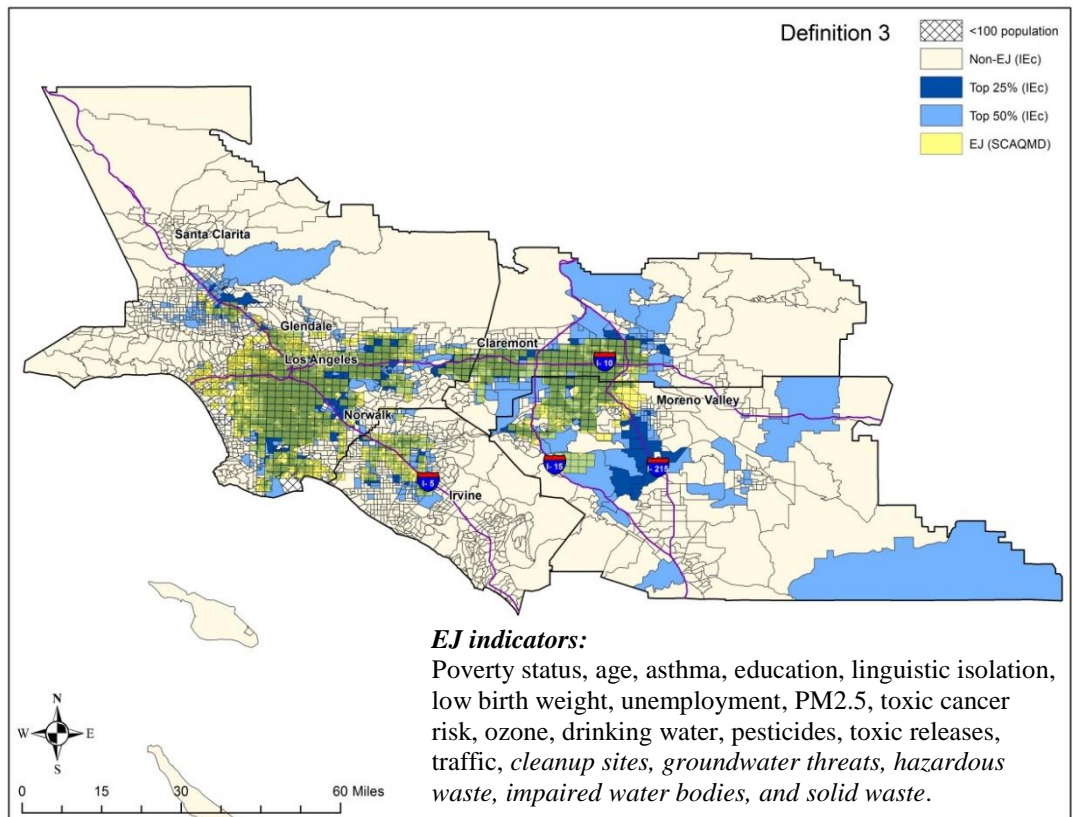 Definition 3
<100 population
Non-EJ (IEc)
Top 25% (IEc)
Top 50% (IEc)
EJ (SCAQMD)
Santa Clarita
Glendale
Los Angeles
Claremont
I- 10
Norwalk
Moreno Valley
I- 15
I- 215
I- 5
Irvine
EJ indicators:
Poverty status, age, asthma, education, linguistic isolation,
low birth weight, unemployment, PM2.5, toxic cancer
risk, ozone, drinking water, pesticides, toxic releases,
traffic, cleanup sites, groundwater threats, hazardous
waste, impaired water bodies, and solid waste.
N
W E
S
0 15 30 60 Miles